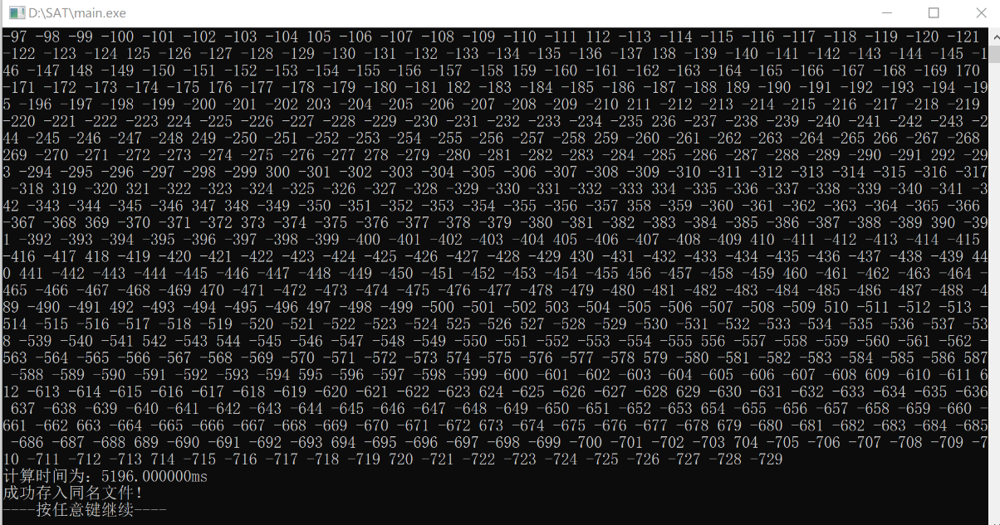 D:\SAT\main.exe
-97 -98 -99 -100 -101 -102 -103 -104 105 -106 -107 -108 -109 -110 -111 112 -113 -114 -115 -116 -117 -118 -119 -120 -121
-122 -123 -124 125 -126 -127 -128 -129 -130 -131 -132 -133 -134 -135 -136 -137 138 -139 -140 -141 -142 -143 -144 -145 -1
46 -147 148 -149 -150 -151 -152 -153 -154 -155 -156 -157 -158 159 -160 -161 -162 -163 -164 -165 -166 -167 -168 -169 170
-171 -172 -173 -174 -175 176 -177 -178 -179 -180 -181 182 -183 -184 -185 -186 -187 -188 189 -190 -191 -192 -193 -194 -19
5 -196 -197 -198 -199 -200 -201 -202 203 -204 -205 -206 -207 -208 -209 -210 211 -212 -213 -214 -215 -216 -217 -218 -219
-220 -221 -222 -223 224 -225 -226 -227 -228 -229 -230 -231 -232 -233 -234 -235 236 -237 -238 -239 -240 -241 -242 -243 -2
44 -245 -246 -247 -248 249 -250 -251 -252 -253 -254 -255 -256 -257 -258 259 -260 -261 -262 -263 -264 -265 266 -267 -268
269 -270 -271 -272 -273 -274 -275 -276 -277 278 -279 -280 -281 -282 -283 -284 -285 -286 -287 -288 -289 -290 -291 292 -29
3 -294 -295 -296 -297 -298 -299 300 -301 -302 -303 -304 -305 -306 -307 -308 -309 -310 -311 -312 -313 -314 -315 -316 -317
-318 319 -320 321 -322 -323 -324 -325 -326 -327 -328 -329 -330 -331 -332 -333 334 -335 -336 -337 -338 -339 -340 -341 -3
42 -343 -344 -345 -346 347 348 -349 -350 -351 -352 -353 -354 -355 -356 -357 358 -359 -360 -361 -362 -363 -364 -365 -366
-367 -368 369 -370 -371 -372 373 -374 -375 -376 -377 -378 -379 -380 -381 -382 -383 -384 -385 -386 -387 -388 -389 390 -39
1 -392 -393 -394 -395 -396 -397 -398 -399 -400 -401 -402 -403 -404 405 -406 -407 -408 -409 410 -411 -412 -413 -414 -415
-416 -417 418 -419 -420 -421 -422 -423 -424 -425 -426 -427 -428 -429 430 -431 -432 -433 -434 -435 -436 -437 -438 -439 44
0 441 -442 -443 -444 -445 -446 -447 -448 -449 -450 -451 -452 -453 -454 -455 456 -457 -458 -459 460 -461 -462 -463 -464 -
465 -466 -467 -468 -469 470 -471 -472 -473 -474 -475 -476 -477 -478 -479 -480 -481 -482 -483 -484 -485 -486 -487 -488 -4
89 -490 -491 492 -493 -494 -495 -496 497 -498 -499 -500 -501 -502 503 -504 -505 -506 -507 -508 -509 510 -511 -512 -513 -
514 -515 -516 -517 -518 -519 -520 -521 -522 -523 -524 525 -526 527 -528 -529 -530 -531 -532 -533 -534 -535 -536 -537 -53
8 -539 -540 -541 542 -543 544 -545 -546 -547 -548 -549 -550 -551 -552 -553 -554 -555 556 -557 -558 -559 -560 -561 -562 -
563 -564 -565 -566 -567 -568 -569 -570 -571 -572 -573 574 -575 -576 -577 -578 579 -580 -581 -582 -583 -584 -585 -586 587
-588 -589 -590 -591 -592 -593 -594 595 -596 -597 -598 -599 -600 -601 -602 -603 -604 -605 -606 -607 -608 609 -610 -611 6
12 -613 -614 -615 -616 -617 -618 -619 -620 -621 -622 -623 624 -625 -626 -627 -628 629 -630 -631 -632 -633 -634 -635 -636
637 -638 -639 -640 -641 -642 -643 -644 -645 -646 -647 -648 -649 -650 -651 -652 -653 654 -655 -656 -657 -658 -659 -660 -
661 -662 663 -664 -665 -666 -667 -668 -669 -670 -671 -672 673 -674 -675 -676 -677 -678 679 -680 -681 -682 -683 -684 -685
-686 -687 -688 689 -690 -691 -692 -693 694 -695 -696 -697 -698 -699 -700 -701 -702 -703 704 -705 -706 -707 -708 -709 -7
10 -711 -712 -713 714 -715 -716 -717 -718 -719 720 -721 -722 -723 -724 -725 -726 -727 -728 -729
计算时间为：5196.000000ms
成功存入同名文件！
----按任意键继续----